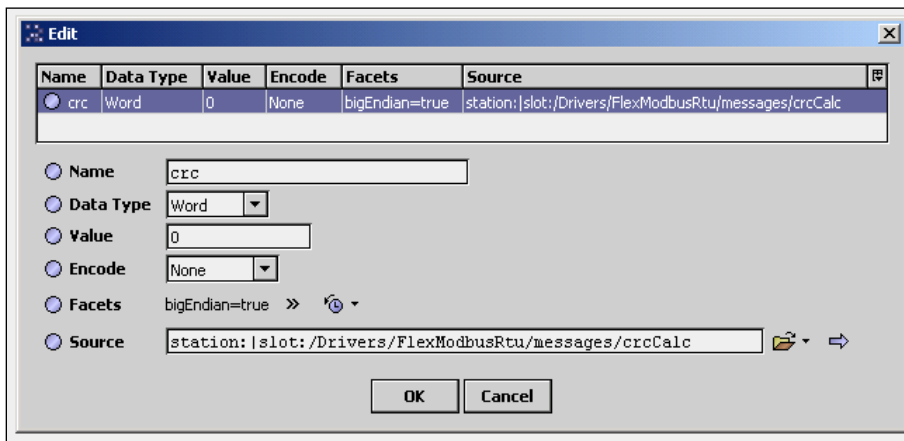 Edit
Name Data Type Value Encode Facets Source
crc Word 0 None bigEndian=true station:|slot:/Drivers/FlexModbusRtu/messages/crcCalc
Name crc
Data Type Word
Value 0
Encode None
Facets bigEndian=true »
Source station:|slot:/Drivers/FlexModbusRtu/messages/crcCalc
OK Cancel